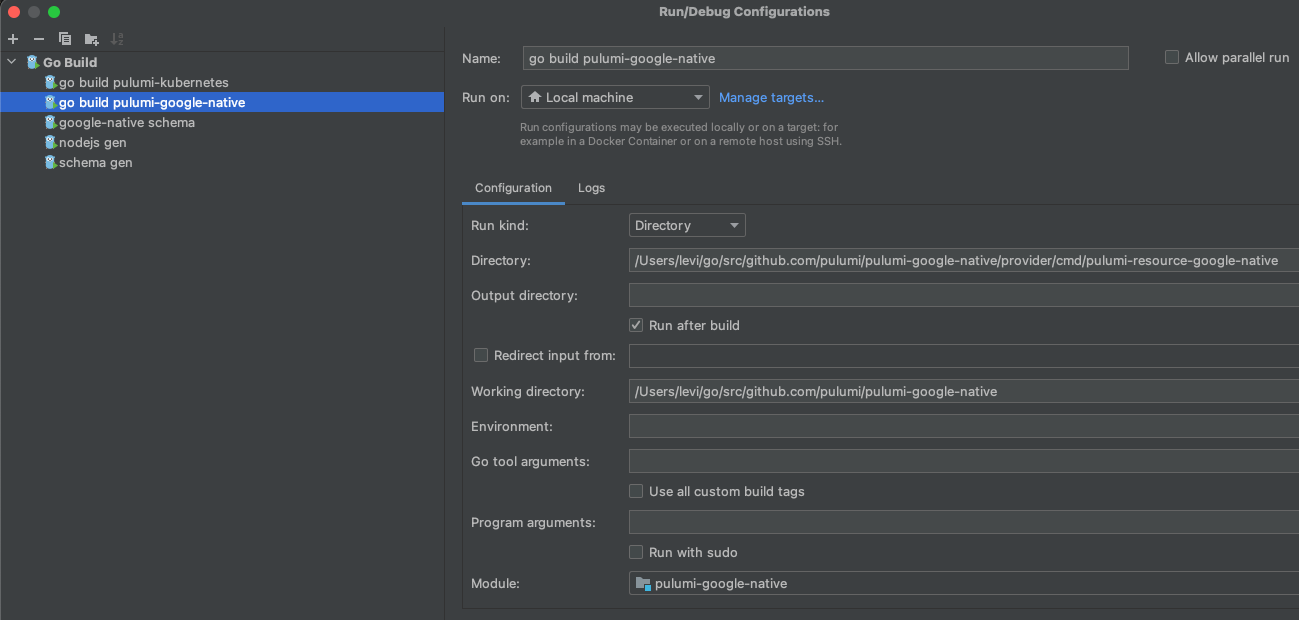 Run/Debug Configurations
Go Build
go build pulumi-kubernetes
go build pulumi-google-native
google-native schema
nodejs gen
schema gen
Name: go build pulumi-google-native Allow parallel run
Run on: Local machine Manage targets...
Run configurations may be executed locally or on a target: for
example in a Docker Container or on a remote host using SSH.
Configuration Logs
Run kind: Directory
Directory: /Users/levi/go/src/github.com/pulumi/pulumi-google-native/provider/cmd/pulumi-resource-google-native
Output directory:
Run after build
Redirect input from:
Working directory: /Users/levi/go/src/github.com/pulumi/pulumi-google-native
Environment:
Go tool arguments:
Use all custom build tags
Program arguments:
Run with sudo
Module: pulumi-google-native